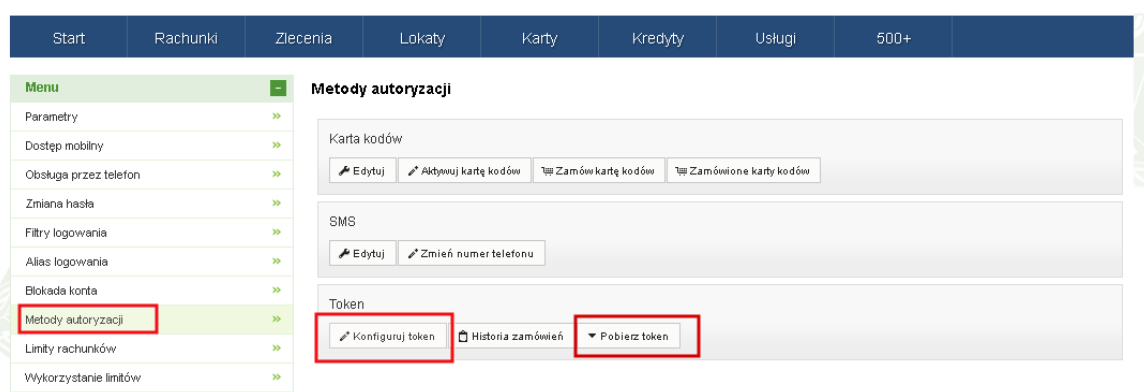 Start Rachunki Zlecenia Lokaty Karty Kredyty Usługi 500+
Menu
Parametry
Dostęp mobilny
Obsługa przez telefon
Zmiana hasła
Filtry logowania
Alias logowania
Blokada konta
Metody autoryzacji
Limity rachunków
Wykorzystanie limitów
Metody autoryzacji
Karta kodów
Edytuj Aktywuj kartę kodów Zamów kartę kodów Zamówione karty kodów
SMS
Edytuj Zmień numer telefonu
Token
Konfiguruj token Historia zamówień Pobierz token